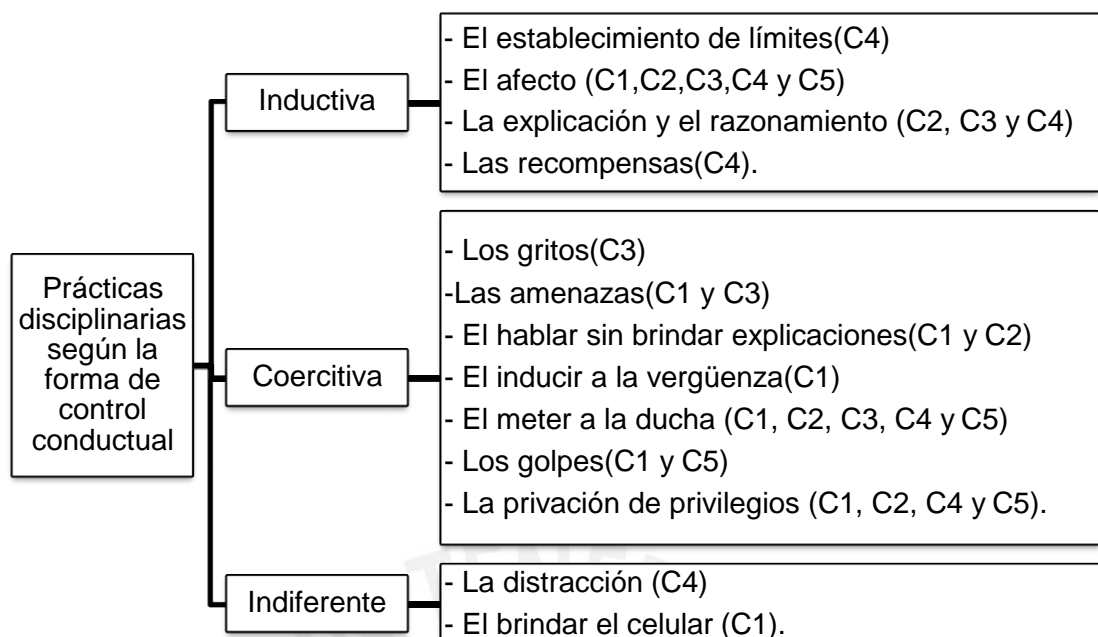 Prácticas
disciplinarias
según la
forma de
control
conductual
Inductiva
- El establecimiento de límites(C4)
- El afecto (C1,C2,C3,C4 y C5)
- La explicación y el razonamiento (C2, C3 y C4)
- Las recompensas(C4).
Coercitiva
- Los gritos(C3)
-Las amenazas(C1 y C3)
- El hablar sin brindar explicaciones(C1 y C2)
- El inducir a la vergüenza(C1)
- El meter a la ducha (C1, C2, C3, C4 y C5)
- Los golpes(C1 y C5)
- La privación de privilegios (C1, C2, C4 y C5).
Indiferente
- La distracción (C4)
- El brindar el celular (C1).